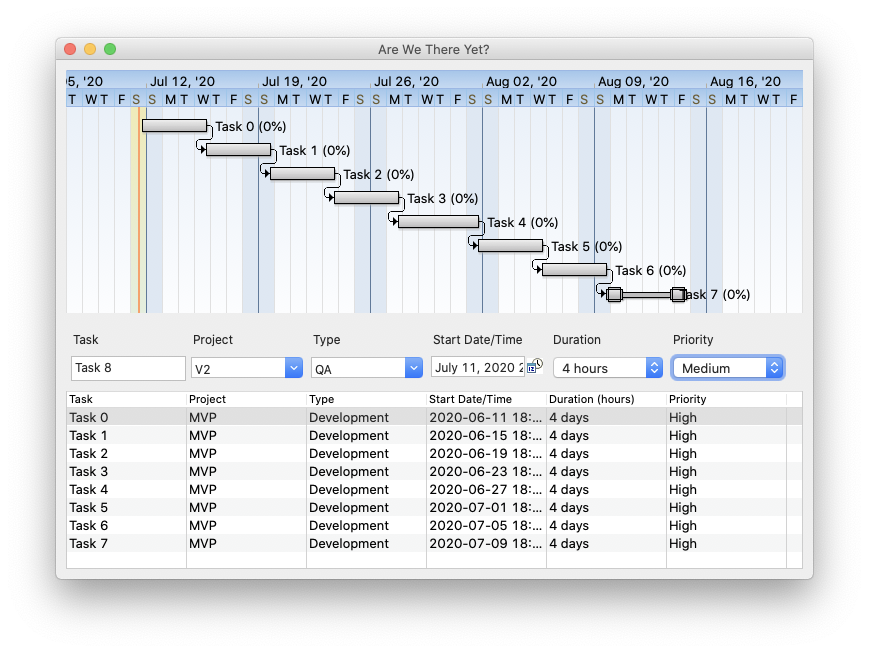 Are We There Yet?
5, '20 Jul 12, '20 Jul 19, '20 Jul 26, '20 Aug 02, '20 Aug 09, '20 Aug 16, '20
T W T F S S M T W T F S S M T W T F S S M T W T F S S M T W T F S S M T W T F S S M T W T F
Task 0 (0%)
Task 1 (0%)
Task 2 (0%)
Task 3 (0%)
Task 4 (0%)
Task 5 (0%)
Task 6 (0%)
Task 7 (0%)
Task Project Type Start Date/Time Duration Priority
Task 8 V2 QA July 11, 2020 4 hours Medium
Task Project Type Start Date/Time Duration (hours) Priority
Task 0 MVP Development 2020-06-11 18:... 4 days High
Task 1 MVP Development 2020-06-15 18:... 4 days High
Task 2 MVP Development 2020-06-19 18:... 4 days High
Task 3 MVP Development 2020-06-23 18:... 4 days High
Task 4 MVP Development 2020-06-27 18:... 4 days High
Task 5 MVP Development 2020-07-01 18:... 4 days High
Task 6 MVP Development 2020-07-05 18:... 4 days High
Task 7 MVP Development 2020-07-09 18:... 4 days High